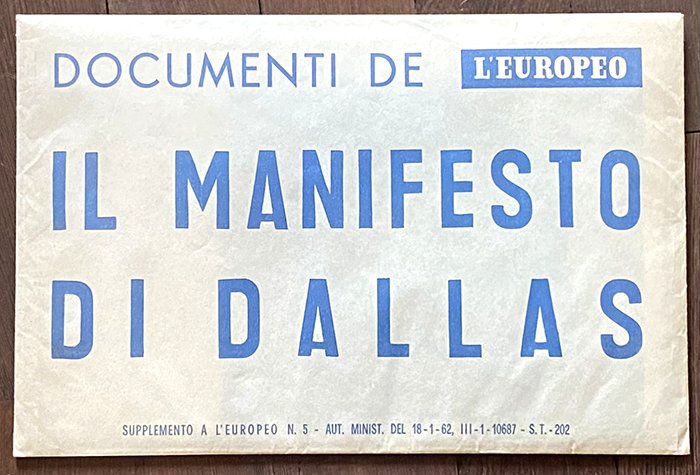 DOCUMENTI DE L'EUROPEO
IL MANIFESTO
DI DALLAS
SUPPLEMENTO A L'EUROPEO N. 5 - AUT. MINIST. DEL 18-1-62, III-1-10687 - S.T.-202